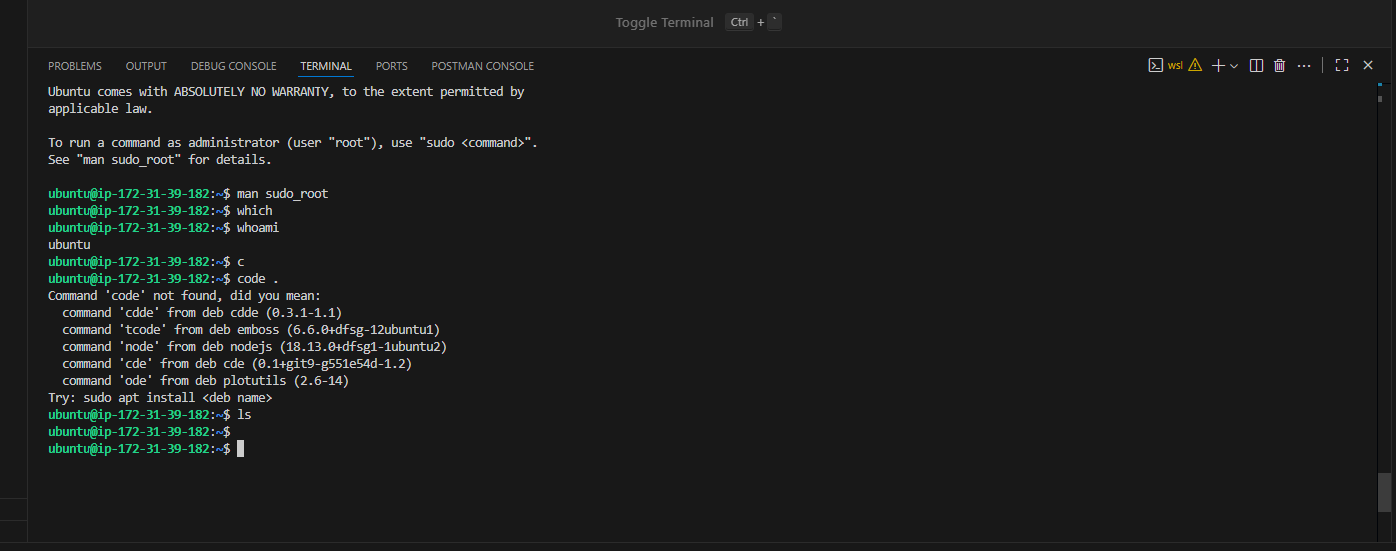 Toggle Terminal Ctrl + `
PROBLEMS OUTPUT DEBUG CONSOLE TERMINAL PORTS POSTMAN CONSOLE wsl
Ubuntu comes with ABSOLUTELY NO WARRANTY, to the extent permitted by
applicable law.
To run a command as administrator (user "root"), use "sudo <command>".
See "man sudo_root" for details.
ubuntu@ip-172-31-39-182:~$ man sudo_root
ubuntu@ip-172-31-39-182:~$ which
ubuntu@ip-172-31-39-182:~$ whoami
ubuntu
ubuntu@ip-172-31-39-182:~$ c
ubuntu@ip-172-31-39-182:~$ code .
Command 'code' not found, did you mean:
  command 'cdde' from deb cdde (0.3.1-1.1)
  command 'tcode' from deb emboss (6.6.0+dfsg-12ubuntu1)
  command 'node' from deb nodejs (18.13.0+dfsg1-1ubuntu2)
  command 'cde' from deb cde (0.1+git9-g551e54d-1.2)
  command 'ode' from deb plotutils (2.6-14)
Try: sudo apt install <deb name>
ubuntu@ip-172-31-39-182:~$ ls
ubuntu@ip-172-31-39-182:~$
ubuntu@ip-172-31-39-182:~$